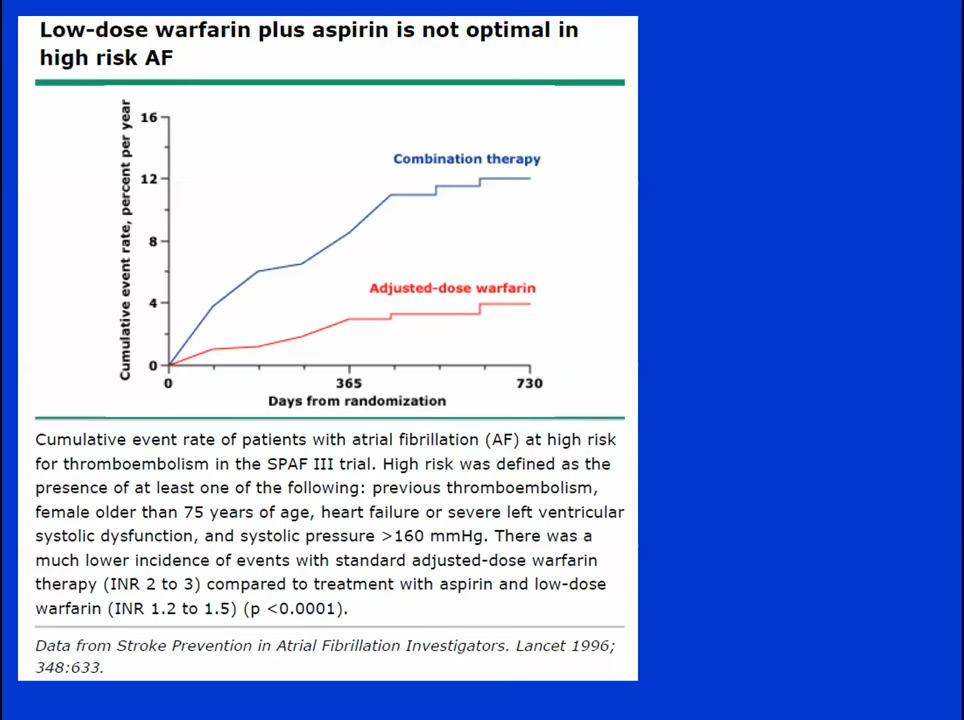 Low-dose warfarin plus aspirin is not optimal in
high risk AF
Cumulative event rate, percent per year
16
12
8
4
0
Combination therapy
Adjusted-dose warfarin
0
365
730
Days from randomization
Cumulative event rate of patients with atrial fibrillation (AF) at high risk
for thromboembolism in the SPAF III trial. High risk was defined as the
presence of at least one of the following: previous thromboembolism,
female older than 75 years of age, heart failure or severe left ventricular
systolic dysfunction, and systolic pressure >160 mmHg. There was a
much lower incidence of events with standard adjusted-dose warfarin
therapy (INR 2 to 3) compared to treatment with aspirin and low-dose
warfarin (INR 1.2 to 1.5) (p <0.0001).
Data from Stroke Prevention in Atrial Fibrillation Investigators. Lancet 1996;
348:633.